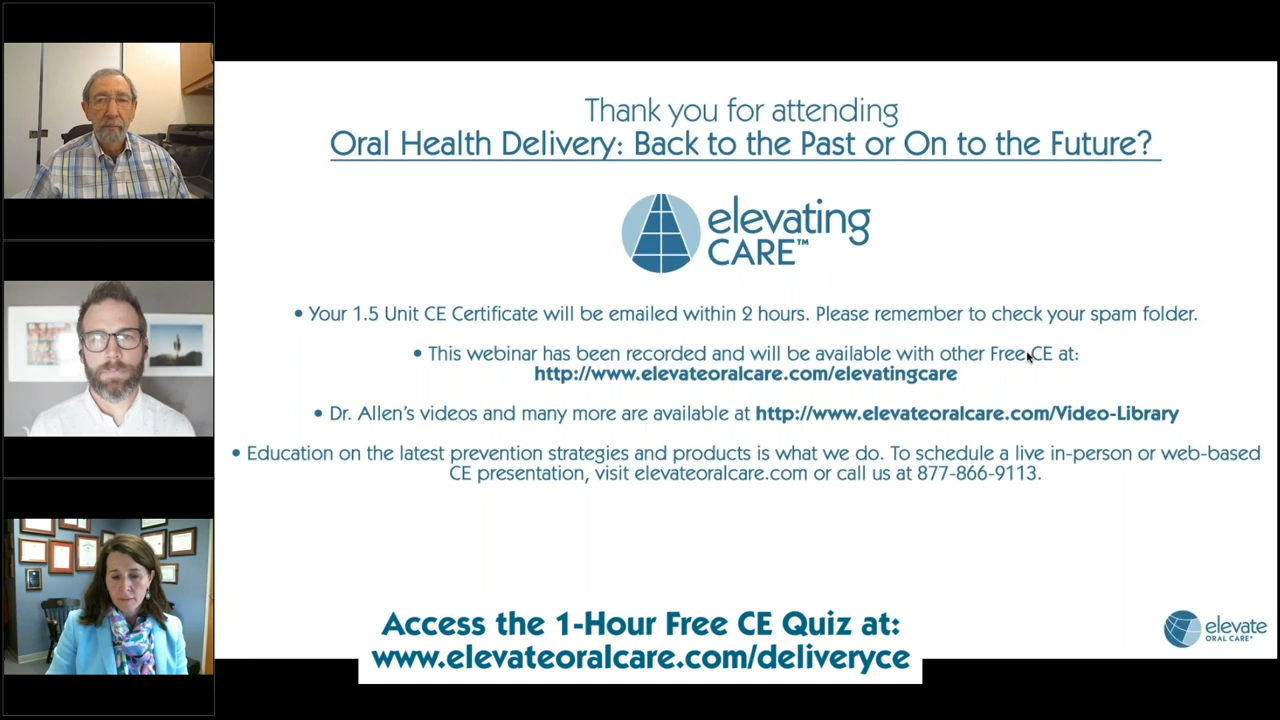 Thank you for attending
Oral Health Delivery: Back to the Past or On to the Future?
elevating
CARE™
• Your 1.5 Unit CE Certificate will be emailed within 2 hours. Please remember to check your spam folder.
• This webinar has been recorded and will be available with other Free CE at:
http://www.elevateoralcare.com/elevatingcare
• Dr. Allen's videos and many more are available at http://www.elevateoralcare.com/Video-Library
• Education on the latest prevention strategies and products is what we do. To schedule a live in-person or web-based
CE presentation, visit elevateoralcare.com or call us at 877-866-9113.
Access the 1-Hour Free CE Quiz at:
www.elevateoralcare.com/deliveryce
elevate
ORAL CARE®